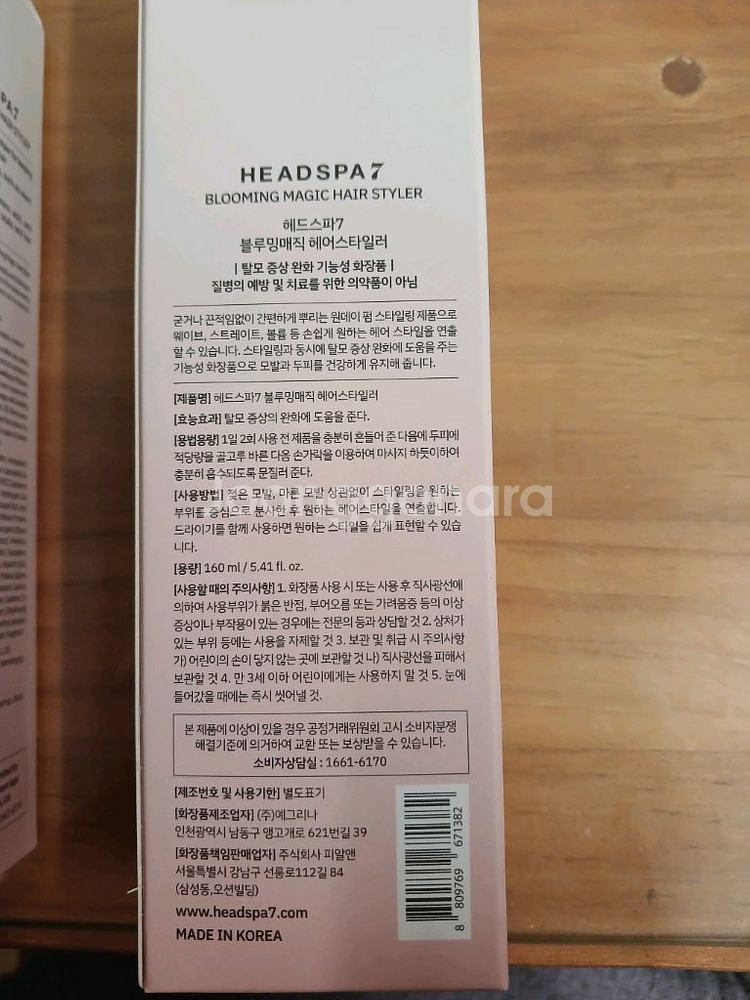 HEADSPA7
BLOOMING MAGIC HAIR STYLER
헤드스파7
블루밍매직 헤어스타일러
| 탈모 증상 완화 기능성 화장품 |
질병의 예방 및 치료를 위한 의약품이 아님
굳거나 끈적임없이 간편하게 뿌리는 원데이 펌 스타일링 제품으로
웨이브, 스트레이트, 볼륨 등 손쉽게 원하는 헤어 스타일을 연출
할 수 있습니다. 스타일링과 동시에 탈모 증상 완화에 도움을 주는
기능성 화장품으로 모발과 두피를 건강하게 유지해 줍니다.
[제품명] 헤드스파7 블루밍매직 헤어스타일러
[효능효과] 탈모 증상의 완화에 도움을 준다.
[용법용량] 1일 2회 사용 전 제품을 충분히 흔들어 준 다음에 두피에
적당량을 골고루 바른 다음 손가락을 이용하여 마사지 하듯이하여
충분히 흡수되도록 문질러 준다.
[사용방법] 젖은 모발, 마른 모발 상관없이 스타일링을 원하는
부위를 중심으로 분사한 후 원하는 헤어스타일을 연출합니다.
드라이기를 함께 사용하면 원하는 스타일을 쉽게 표현할 수 있습
니다.
[용량] 160 ml / 5.41 fl. oz.
[사용할 때의 주의사항] 1. 화장품 사용 시 또는 사용 후 직사광선에
의하여 사용부위가 붉은 반점, 부어오름 또는 가려움증 등의 이상
증상이나 부작용이 있는 경우에는 전문의 등과 상담할 것 2. 상처가
있는 부위 등에는 사용을 자제할 것 3. 보관 및 취급 시 주의사항
가) 어린이의 손이 닿지 않는 곳에 보관할 것 나) 직사광선을 피해서
보관할 것 4. 만 3세 이하 어린이에게는 사용하지 말 것 5. 눈에
들어갔을 때에는 즉시 씻어낼 것.
본 제품에 이상이 있을 경우 공정거래위원회 고시 소비자분쟁
해결기준에 의거하여 교환 또는 보상받을 수 있습니다.
소비자상담실 : 1661-6170
[제조번호 및 사용기한] 별도표기
[화장품제조업자] (주)예그리나
인천광역시 남동구 앵고개로 621번길 39
[화장품책임판매업자] 주식회사 피알앤
서울특별시 강남구 선릉로112길 84
(삼성동,오션빌딩)
www.headspa7.com
MADE IN KOREA
8 809769 671382